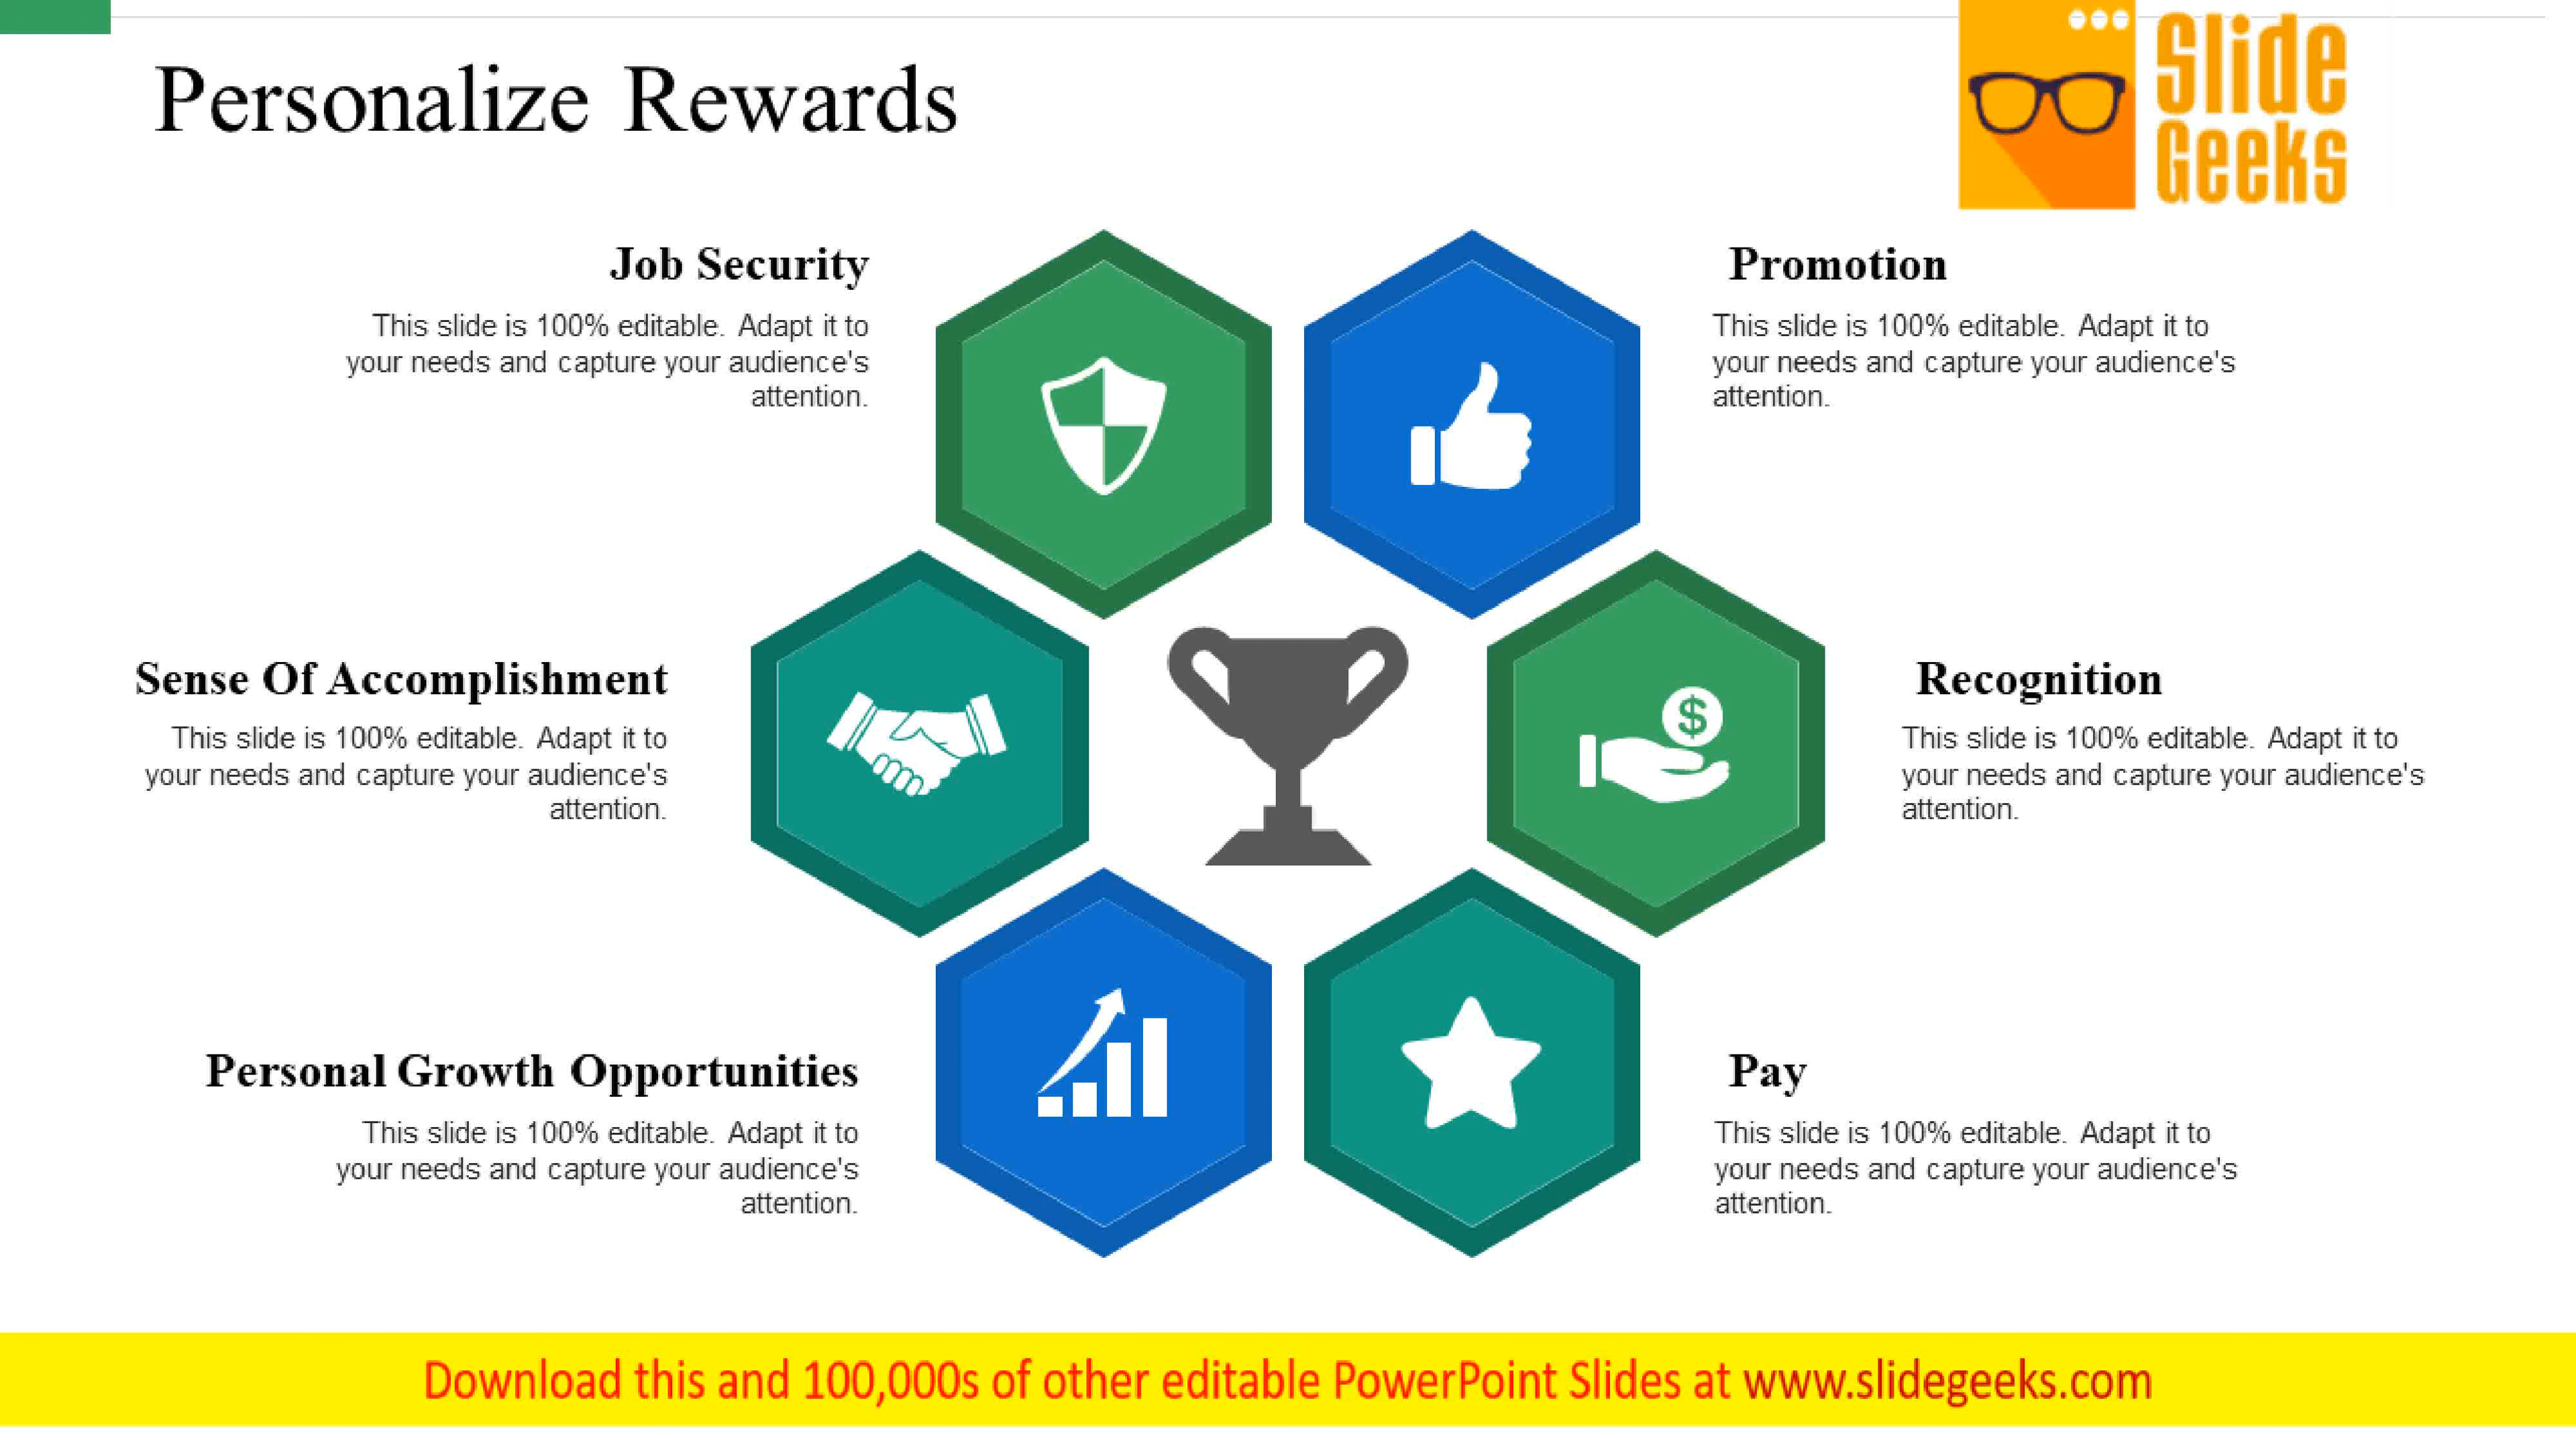 Personalize Rewards
Slide
Geeks
Job Security
This slide is 100% editable. Adapt it to
your needs and capture your audience's
attention.
Promotion
This slide is 100% editable. Adapt it to
your needs and capture your audience's
attention.
Sense Of Accomplishment
This slide is 100% editable. Adapt it to
your needs and capture your audience's
attention.
$
Recognition
This slide is 100% editable. Adapt it to
your needs and capture your audience's
attention.
Personal Growth Opportunities
This slide is 100% editable. Adapt it to
your needs and capture your audience's
attention.
Pay
This slide is 100% editable. Adapt it to
your needs and capture your audience's
attention.
Download this and 100,000s of other editable PowerPoint Slides at www.slidegeeks.com